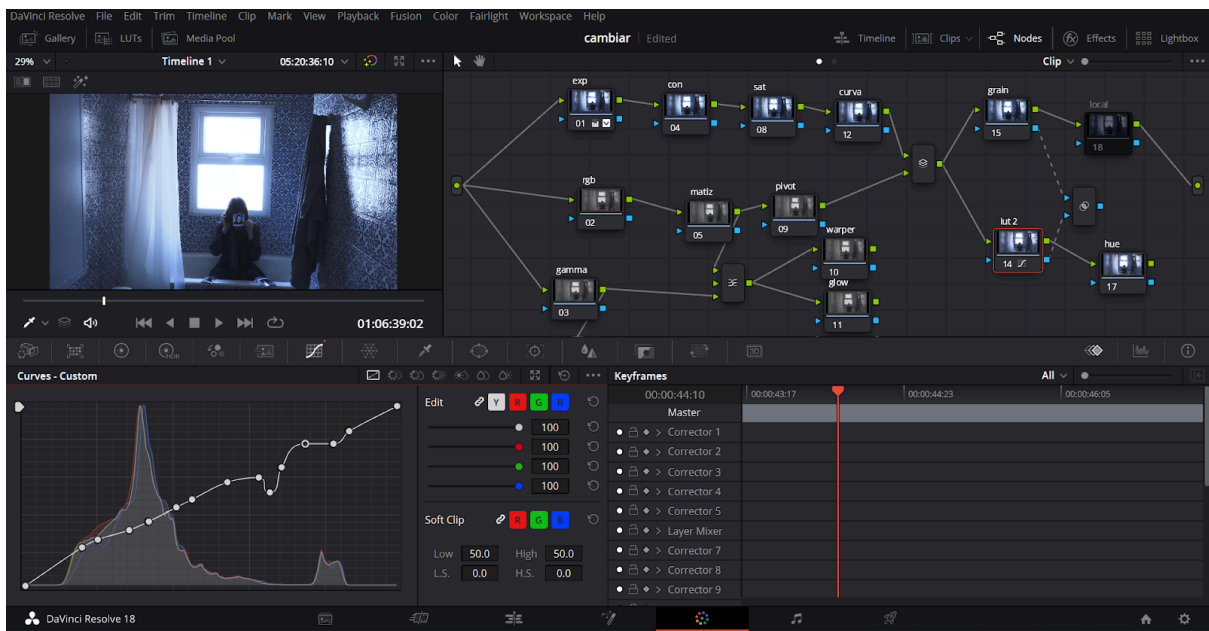 DaVinci Resolve File Edit Trim Timeline Clip Mark View Playback Fusion Color Fairlight Workspace Help
Gallery LUTs Media Pool cambiar Edited Timeline Clips Nodes Effects Lightbox
29% Timeline 1 05:20:36:10 Clip
exp
con
sat
curva
grain
local
01
04
08
12
15
18
rgb
matiz
pivot
02
05
09
lut 2
warper
hue
14
10
17
gamma
glow
03
11
01:06:39:02
HDR
3D
Curves - Custom
Keyframes All
Edit Y R G B
100
100
100
100
Soft Clip R G B
Low 50.0 High 50.0
L.S. 0.0 H.S. 0.0
00:00:44:10 00:00:43:17 00:00:44:23 00:00:46:05
Master
Corrector 1
Corrector 2
Corrector 3
Corrector 4
Corrector 5
Layer Mixer
Corrector 7
Corrector 8
Corrector 9
DaVinci Resolve 18